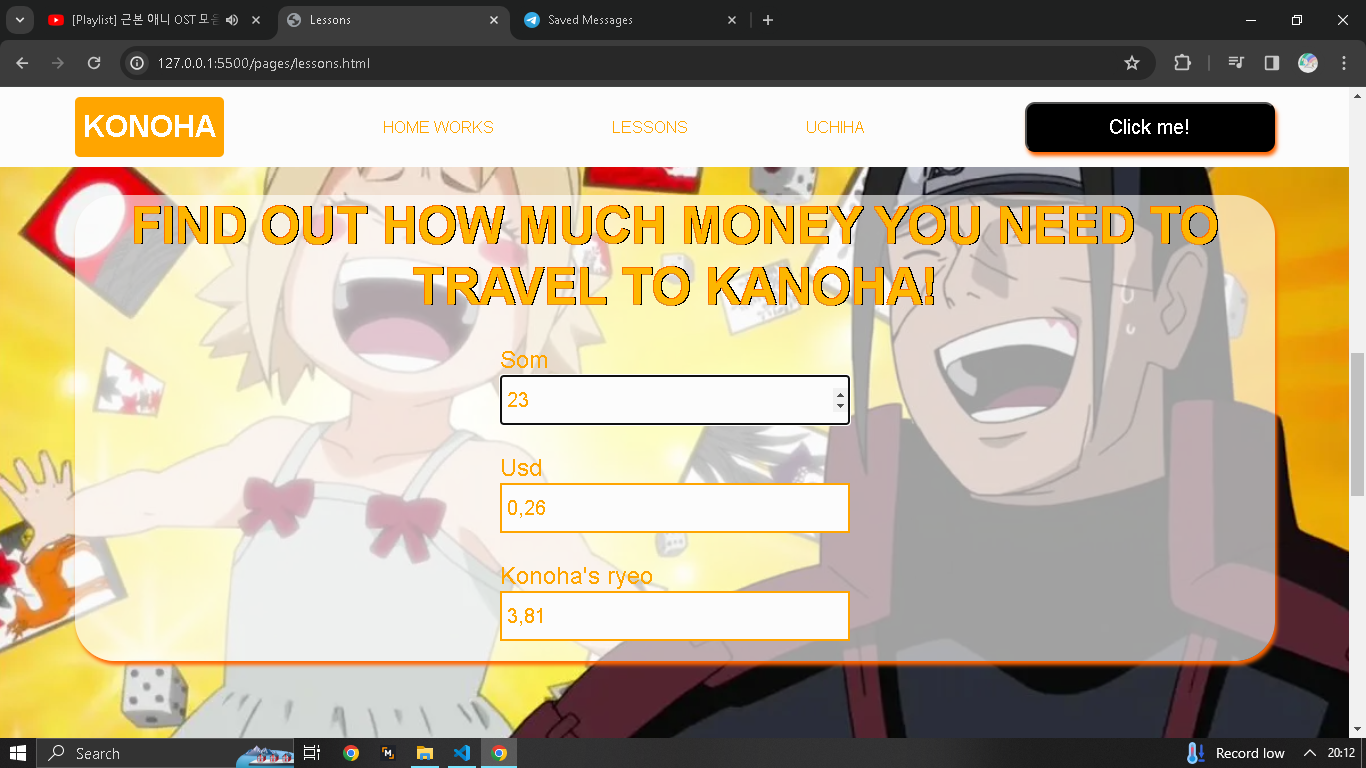 [Playlist] 근본 애니 OST 모음
Lessons
Saved Messages
127.0.0.1:5500/pages/lessons.html
KONOHA
HOME WORKS
LESSONS
UCHIHA
Click me!
FIND OUT HOW MUCH MONEY YOU NEED TO
TRAVEL TO KANOHA!
Som
23
Usd
0,26
Konoha's ryeo
3,81
Search
Record low
20:12